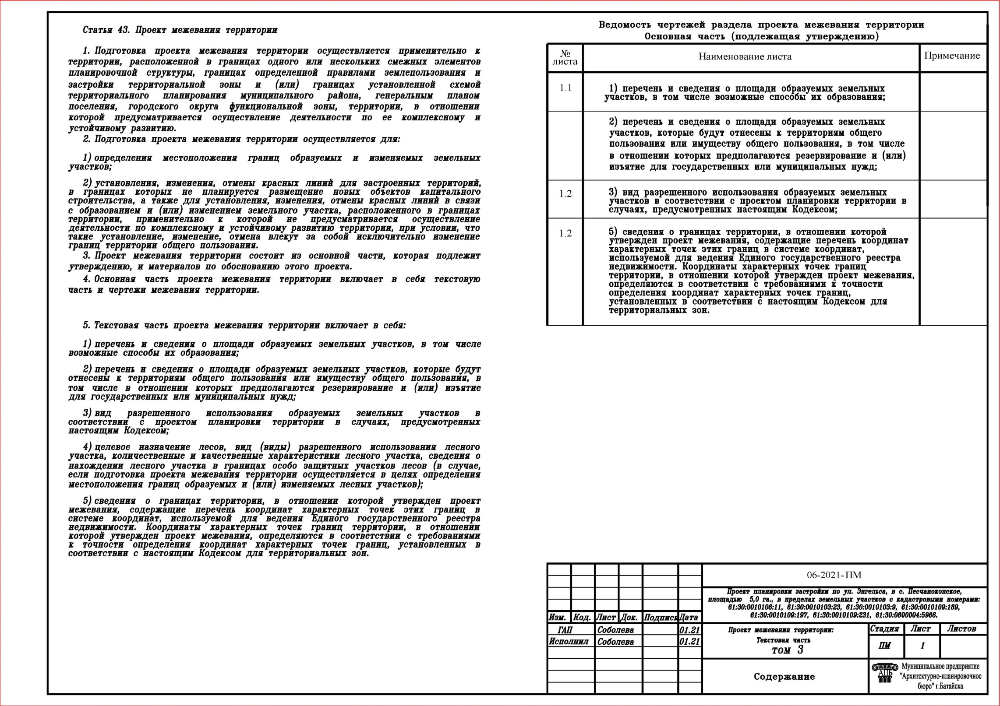 Статья 43. Проект межевания территории
1. Подготовка проекта межевания территории осуществляется применительно к
территории, расположенной в границах одного или нескольких смежных элементов
планировочной структуры, границах определенной правилами землепользования и
застройки территориальной зоны и (или) границах установленной схемой
территориального планирования муниципального района, генеральным планом
поселения, городского округа функциональной зоны, территории, в отношении
которой предусматривается осуществление деятельности по ее комплексному и
устойчивому развитию.
2. Подготовка проекта межевания территории осуществляется для:
1) определения местоположения границ образуемых и изменяемых земельных
участков;
2) установления, изменения, отмены красных линий для застроенных территорий,
в границах которых не планируется размещение новых объектов капитального
строительства, а также для установления, изменения, отмены красных линий в связи
с образованием и (или) изменением земельного участка, расположенного в границах
территории, применительно к которой не предусматривается осуществление
деятельности по комплексному и устойчивому развитию территории, при условии, что
такие установление, изменение, отмена влекут за собой исключительно изменение
границ территории общего пользования.
3. Проект межевания территории состоит из основной части, которая подлежит
утверждению, и материалов по обоснованию этого проекта.
4. Основная часть проекта межевания территории включает в себя текстовую
часть и чертежи межевания территории.
5. Текстовая часть проекта межевания территории включает в себя:
1) перечень и сведения о площади образуемых земельных участков, в том числе
возможные способы их образования;
2) перечень и сведения о площади образуемых земельных участков, которые будут
отнесены к территориям общего пользования или имуществу общего пользования, в
том числе в отношении которых предполагаются резервирование и (или) изъятие
для государственных или муниципальных нужд;
3) вид разрешенного использования образуемых земельных участков в
соответствии с проектом планировки территории в случаях, предусмотренных
настоящим Кодексом;
4) целевое назначение лесов, вид (виды) разрешенного использования лесного
участка, количественные и качественные характеристики лесного участка, сведения о
нахождении лесного участка в границах особо защитных участков лесов (в случае,
если подготовка проекта межевания территории осуществляется в целях определения
местоположения границ образуемых и (или) изменяемых лесных участков);
5) сведения о границах территории, в отношении которой утвержден проект
межевания, содержащие перечень координат характерных точек этих границ в
системе координат, используемой для ведения Единого государственного реестра
недвижимости. Координаты характерных точек границ территории, в отношении
которой утвержден проект межевания, определяются в соответствии с требованиями
к точности определения координат характерных точек границ, установленных в
соответствии с настоящим Кодексом для территориальных зон.
Ведомость чертежей раздела проекта межевания территории
Основная часть (подлежащая утверждению)
№
листа
Наименование листа
Примечание
1.1
1) перечень и сведения о площади образуемых земельных
участков, в том числе возможные способы их образования;
2) перечень и сведения о площади образуемых земельных
участков, которые будут отнесены к территориям общего
пользования или имуществу общего пользования, в том числе
в отношении которых предполагаются резервирование и (или)
изъятие для государственных или муниципальных нужд;
1.2
3) вид разрешенного использования образуемых земельных
участков в соответствии с проектом планировки территории в
случаях, предусмотренных настоящим Кодексом;
1.2
5) сведения о границах территории, в отношении которой
утвержден проект межевания, содержащие перечень координат
характерных точек этих границ в системе координат,
используемой для ведения Единого государственного реестра
недвижимости. Координаты характерных точек границ
территории, в отношении которой утвержден проект межевания,
определяются в соответствии с требованиями к точности
определения координат характерных точек границ,
установленных в соответствии с настоящим Кодексом для
территориальных зон.
06-2021-ПМ
Проект планировки застройки по ул. Энгельса, в с. Песчанокопское,
площадью 5,0 га., в пределах земельных участков с кадастровыми номерами:
61:30:0010106:11, 61:30:0010103:23, 61:30:0010103:9, 61:30:0010109:189,
61:30:0010109:197, 61:30:0010109:231, 61:30:0600004:5966.
Изм. Код. Лист Док. Подпись Дата
ГАП Соболева 01.21
Исполнил Соболева 01.21
Проект межевания территории:
Текстовая часть
ТОМ 3
Стадия Лист Листов
ПМ 1
Содержание
АПБ
Муниципальное предприятие
"Архитектурно-планировочное
бюро" г.Батайска